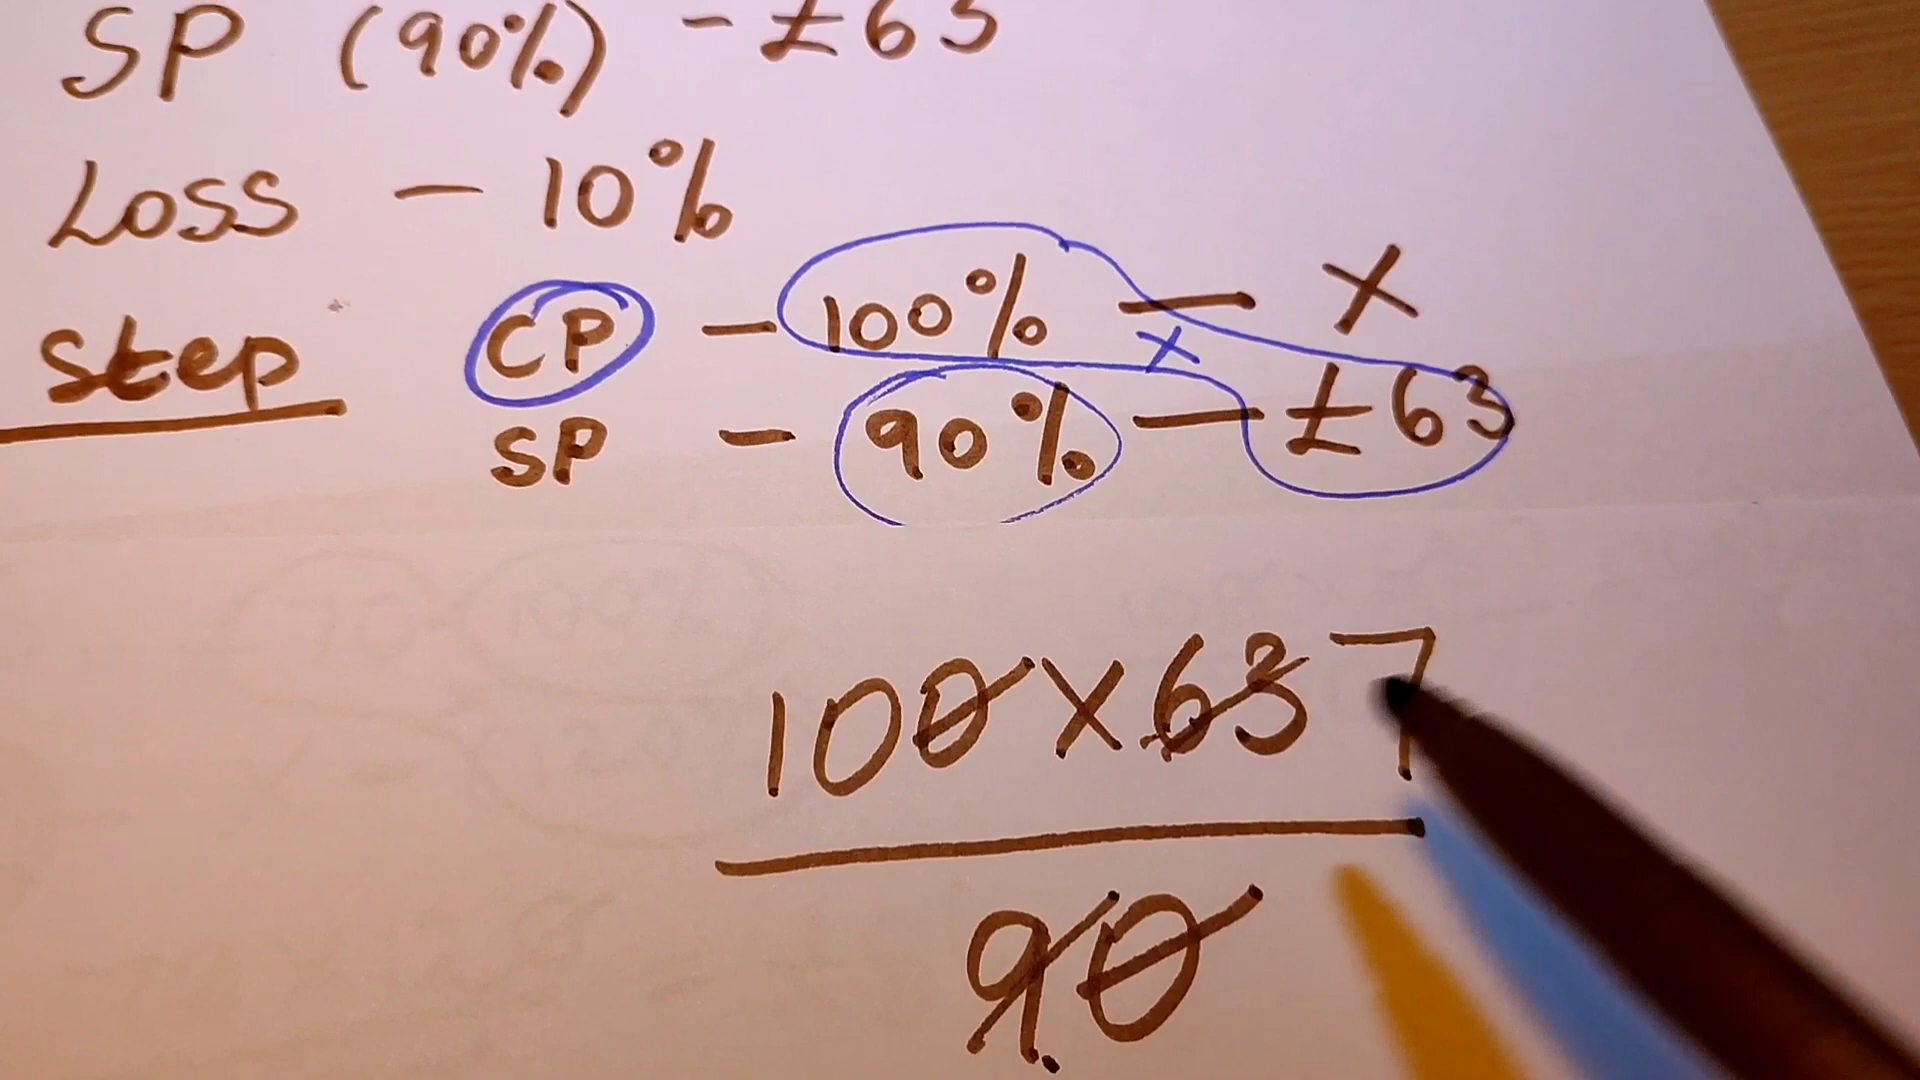 SP (90%) - £63
Loss - 10%
Step CP - 100% - x
x
SP - 90% - £63
100 x 63 7
90